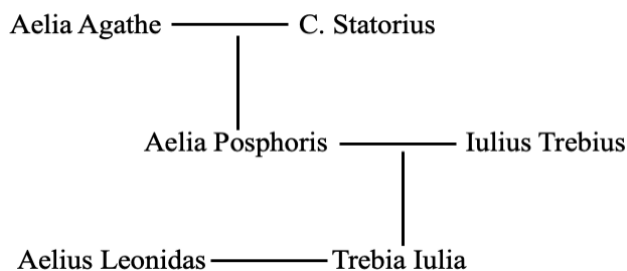 Aelia Agathe C. Statorius
Aelia Posphoris Iulius Trebius
Aelius Leonidas Trebia Iulia